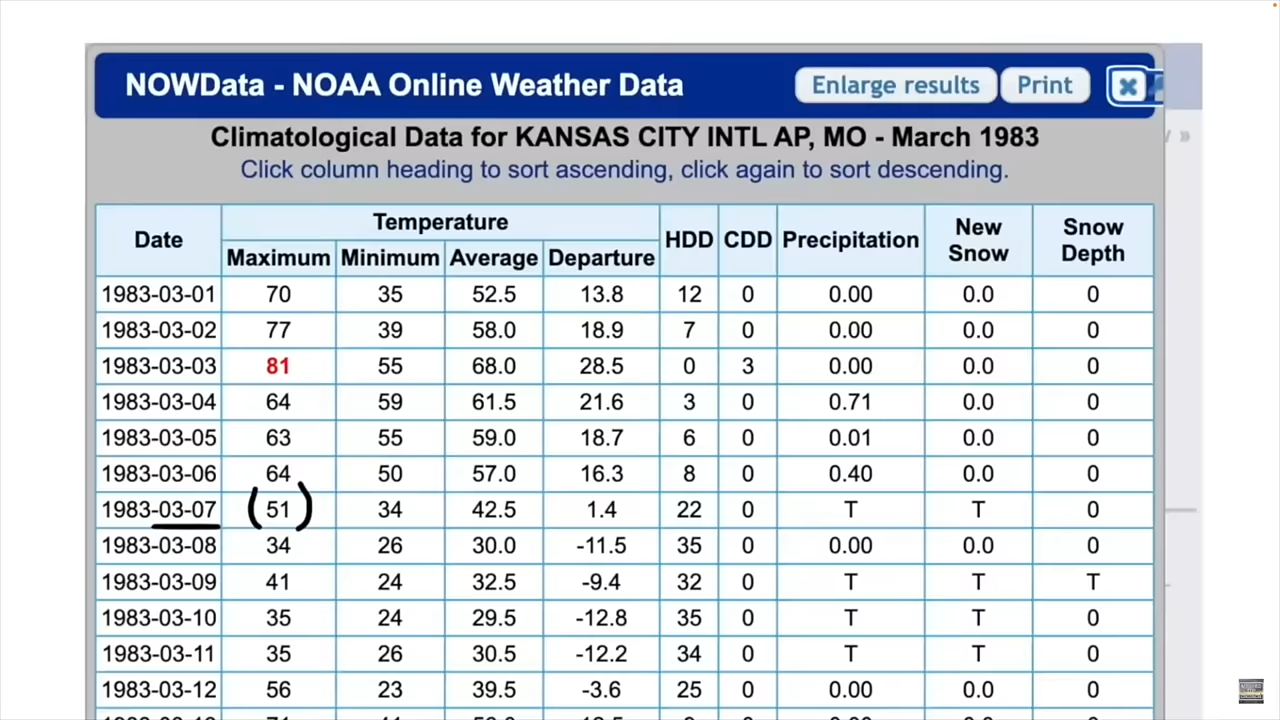 NOWData - NOAA Online Weather Data Enlarge results Print
Climatological Data for KANSAS CITY INTL AP, MO - March 1983
Click column heading to sort ascending, click again to sort descending.
Date Temperature HDD CDD Precipitation New Snow Snow Depth
Maximum Minimum Average Departure
1983-03-01 70 35 52.5 13.8 12 0 0.00 0.0 0
1983-03-02 77 39 58.0 18.9 7 0 0.00 0.0 0
1983-03-03 81 55 68.0 28.5 0 3 0.00 0.0 0
1983-03-04 64 59 61.5 21.6 3 0 0.71 0.0 0
1983-03-05 63 55 59.0 18.7 6 0 0.01 0.0 0
1983-03-06 64 50 57.0 16.3 8 0 0.40 0.0 0
1983-03-07 (51) 34 42.5 1.4 22 0 T T 0
1983-03-08 34 26 30.0 -11.5 35 0 0.00 0.0 0
1983-03-09 41 24 32.5 -9.4 32 0 T T T
1983-03-10 35 24 29.5 -12.8 35 0 T T 0
1983-03-11 35 26 30.5 -12.2 34 0 T T 0
1983-03-12 56 23 39.5 -3.6 25 0 0.00 0.0 0